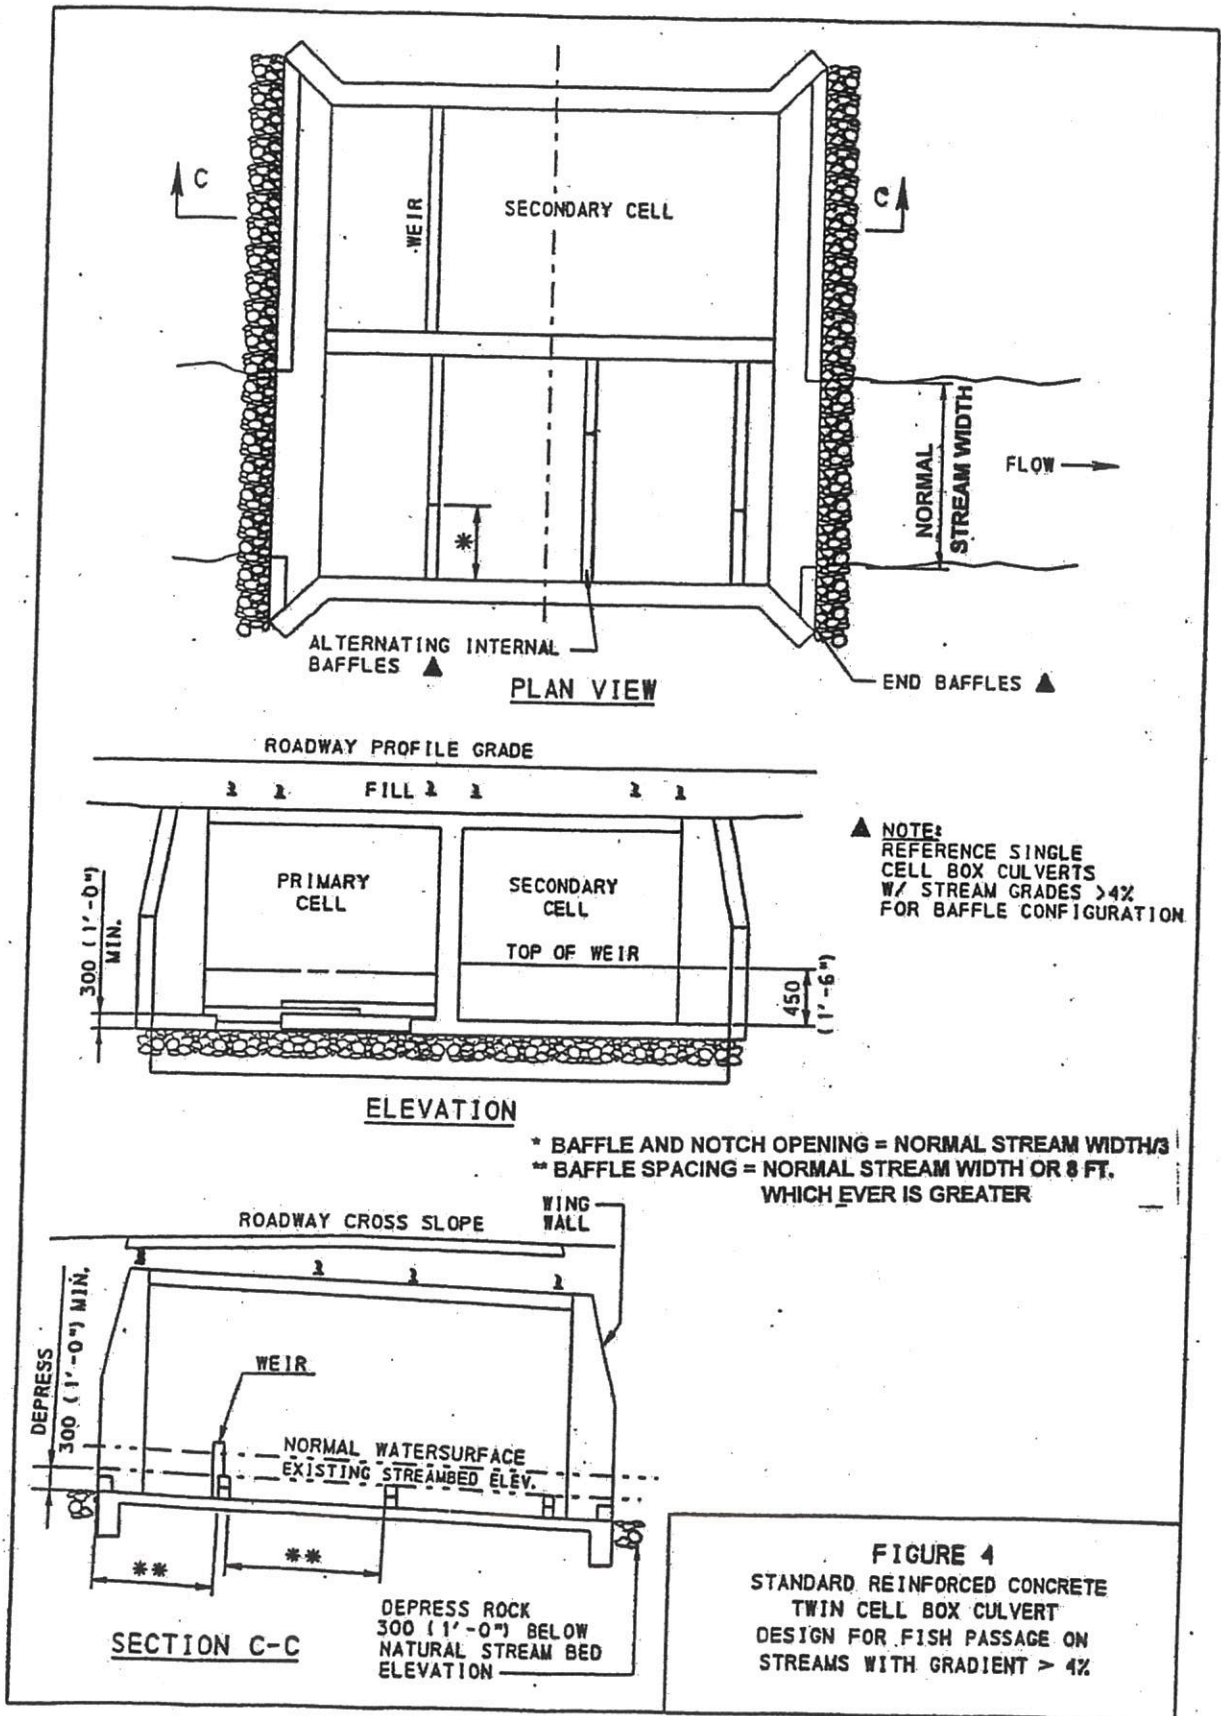 C
WEIR
SECONDARY CELL
C
NORMAL
STREAM WIDTH
FLOW
*
ALTERNATING INTERNAL
BAFFLES ▲
PLAN VIEW
END BAFFLES ▲
ROADWAY PROFILE GRADE
FILL
PRIMARY
CELL
SECONDARY
CELL
TOP OF WEIR
300 (1'-0")
MIN.
450
(1'-6")
▲ NOTE:
REFERENCE SINGLE
CELL BOX CULVERTS
W/ STREAM GRADES >4%
FOR BAFFLE CONFIGURATION
ELEVATION
* BAFFLE AND NOTCH OPENING = NORMAL STREAM WIDTH/3
** BAFFLE SPACING = NORMAL STREAM WIDTH OR 8 FT.
WHICH EVER IS GREATER
WING
WALL
ROADWAY CROSS SLOPE
DEPRESS
300 (1'-0") MIN.
WEIR
NORMAL WATERSURFACE
EXISTING STREAMBED ELEV.
**
**
DEPRESS ROCK
300 (1'-0") BELOW
NATURAL STREAM BED
ELEVATION
SECTION C-C
FIGURE 4
STANDARD REINFORCED CONCRETE
TWIN CELL BOX CULVERT
DESIGN FOR FISH PASSAGE ON
STREAMS WITH GRADIENT > 4%